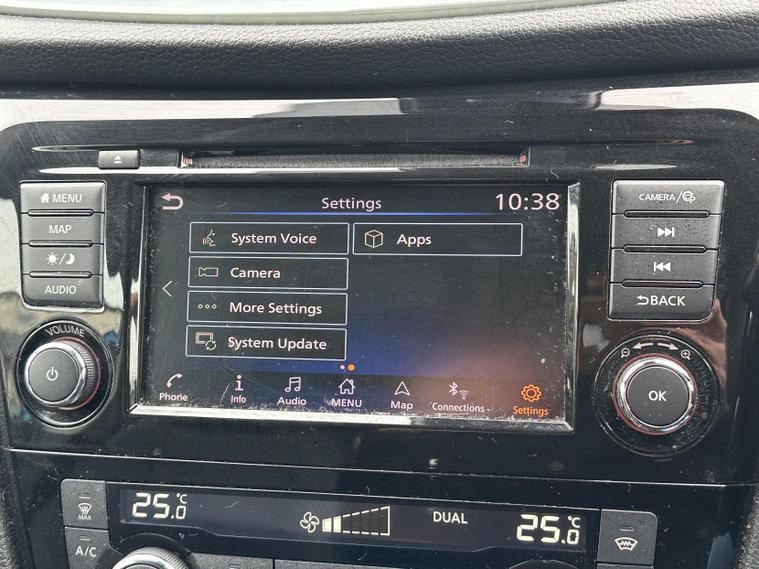 Settings
10:38
System Voice
Apps
Camera
More Settings
System Update
Phone
Info
Audio
MENU
Map
Connections
Settings
MENU
MAP
AUDIO
VOLUME
CAMERA/
BACK
OK
MAX
A/C
25.0°C
DUAL
25.0°C